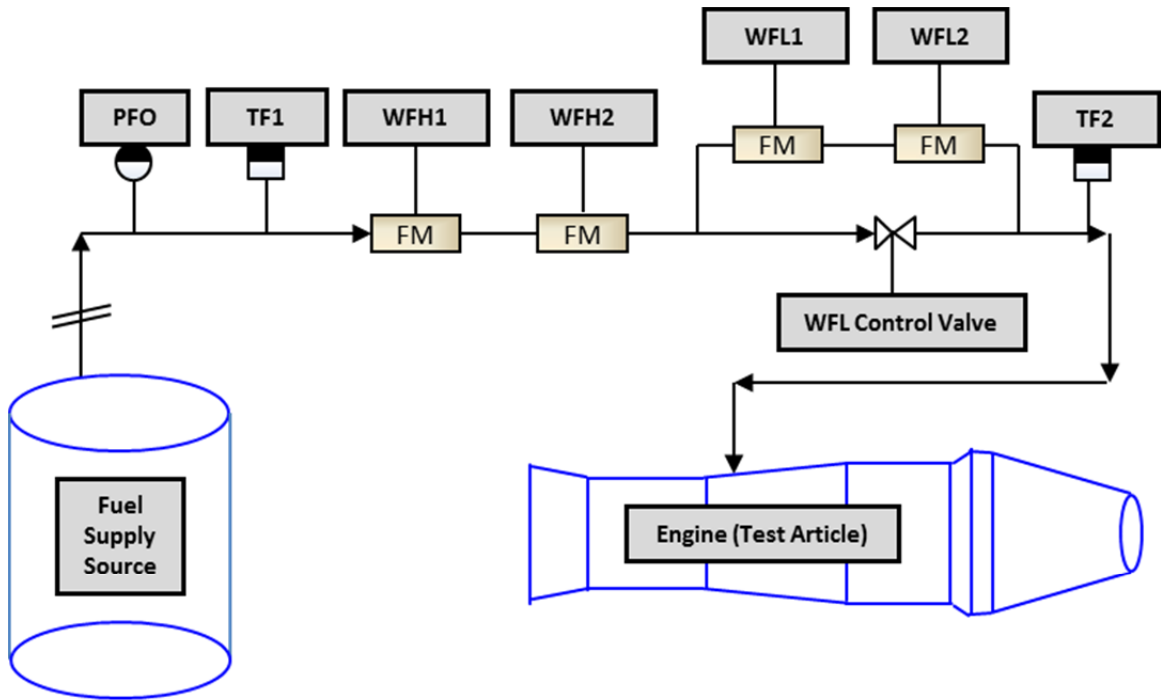 WFL1
WFL2
PFO
TF1
WFH1
WFH2
TF2
FM
FM
FM
FM
WFL Control Valve
Fuel
Supply
Source
Engine (Test Article)